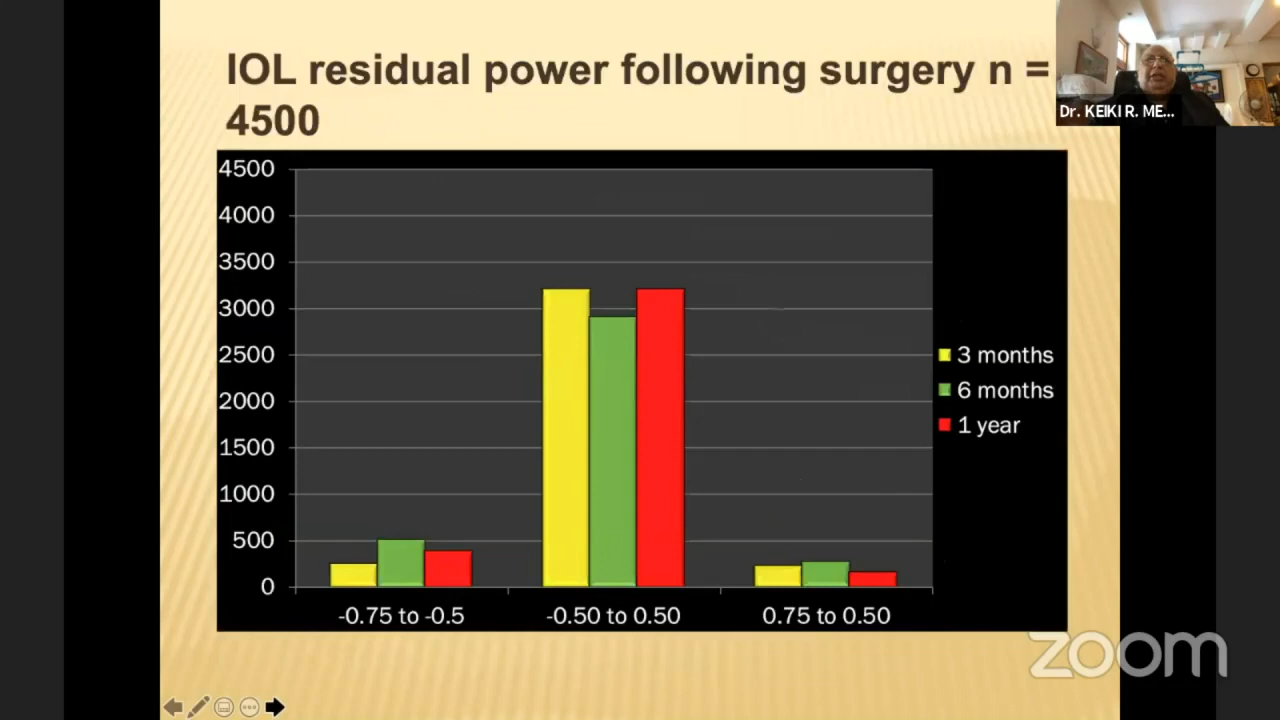 IOL residual power following surgery n =
4500
Dr. KEIKI R. ME...
4500
4000
3500
3000
2500
2000
1500
1000
500
0
3 months
6 months
1 year
-0.75 to -0.5
-0.50 to 0.50
0.75 to 0.50
zoom